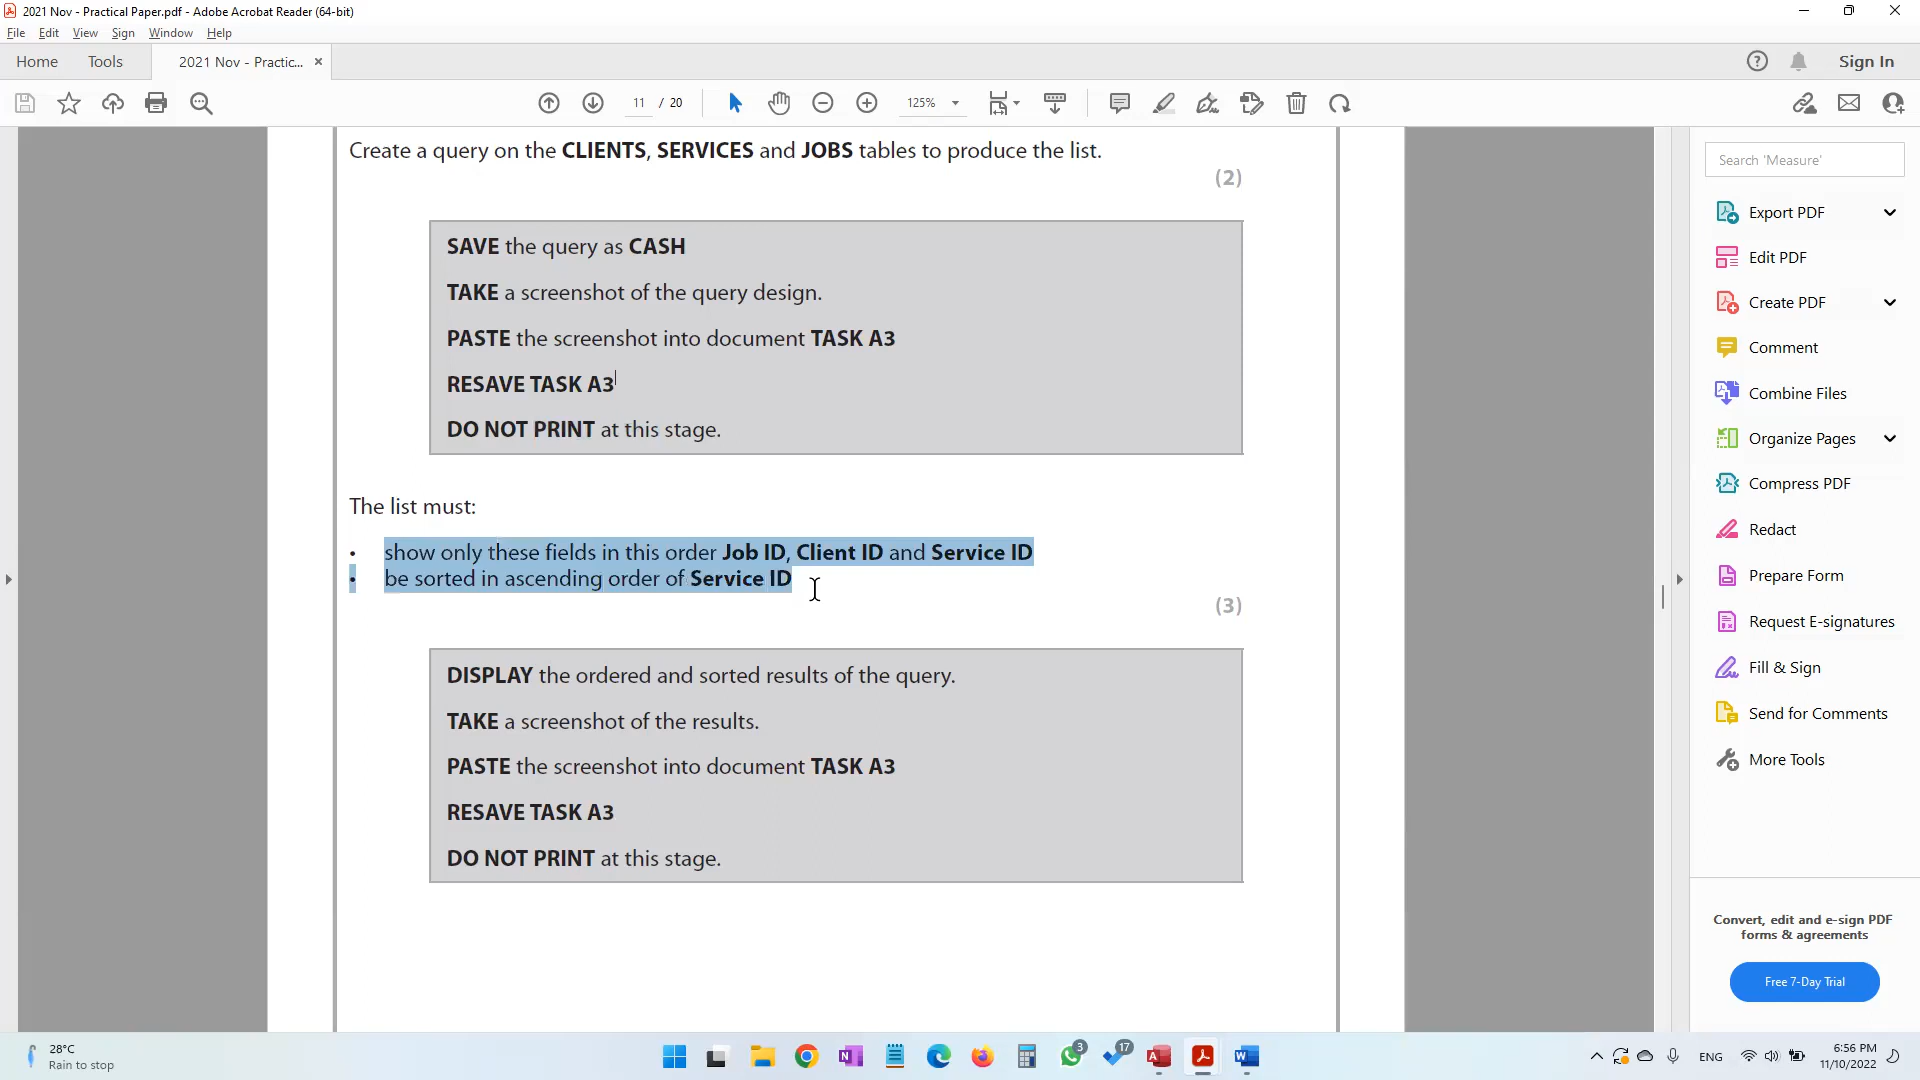 2021 Nov - Practical Paper.pdf - Adobe Acrobat Reader (64-bit)
File Edit View Sign Window Help
Home Tools 2021 Nov - Practic... × Sign In
11 / 20 125%
Create a query on the CLIENTS, SERVICES and JOBS tables to produce the list.
(2)
SAVE the query as CASH
TAKE a screenshot of the query design.
PASTE the screenshot into document TASK A3
RESAVE TASK A3
DO NOT PRINT at this stage.
The list must:
• show only these fields in this order Job ID, Client ID and Service ID
• be sorted in ascending order of Service ID
(3)
DISPLAY the ordered and sorted results of the query.
TAKE a screenshot of the results.
PASTE the screenshot into document TASK A3
RESAVE TASK A3
DO NOT PRINT at this stage.
Search 'Measure'
Export PDF
Edit PDF
Create PDF
Comment
Combine Files
Organize Pages
Compress PDF
Redact
Prepare Form
Request E-signatures
Fill & Sign
Send for Comments
More Tools
Convert, edit and e-sign PDF
forms & agreements
Free 7-Day Trial
28°C
Rain to stop
3
17
ENG
6:56 PM
11/10/2022